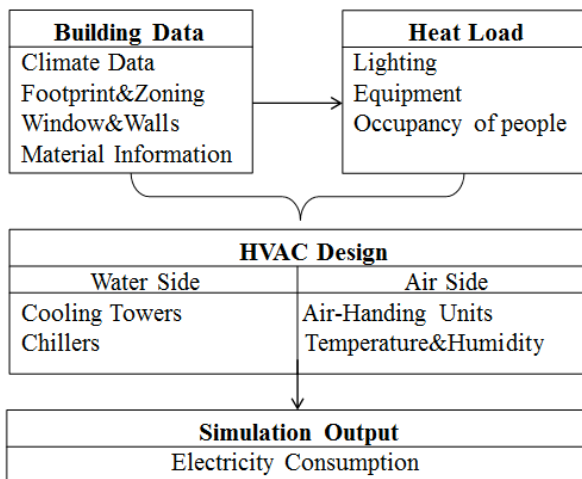 Building Data
Climate Data
Footprint&Zoning
Window&Walls
Material Information
Heat Load
Lighting
Equipment
Occupancy of people
HVAC Design
Water Side
Cooling Towers
Chillers
Air Side
Air-Handing Units
Temperature&Humidity
Simulation Output
Electricity Consumption